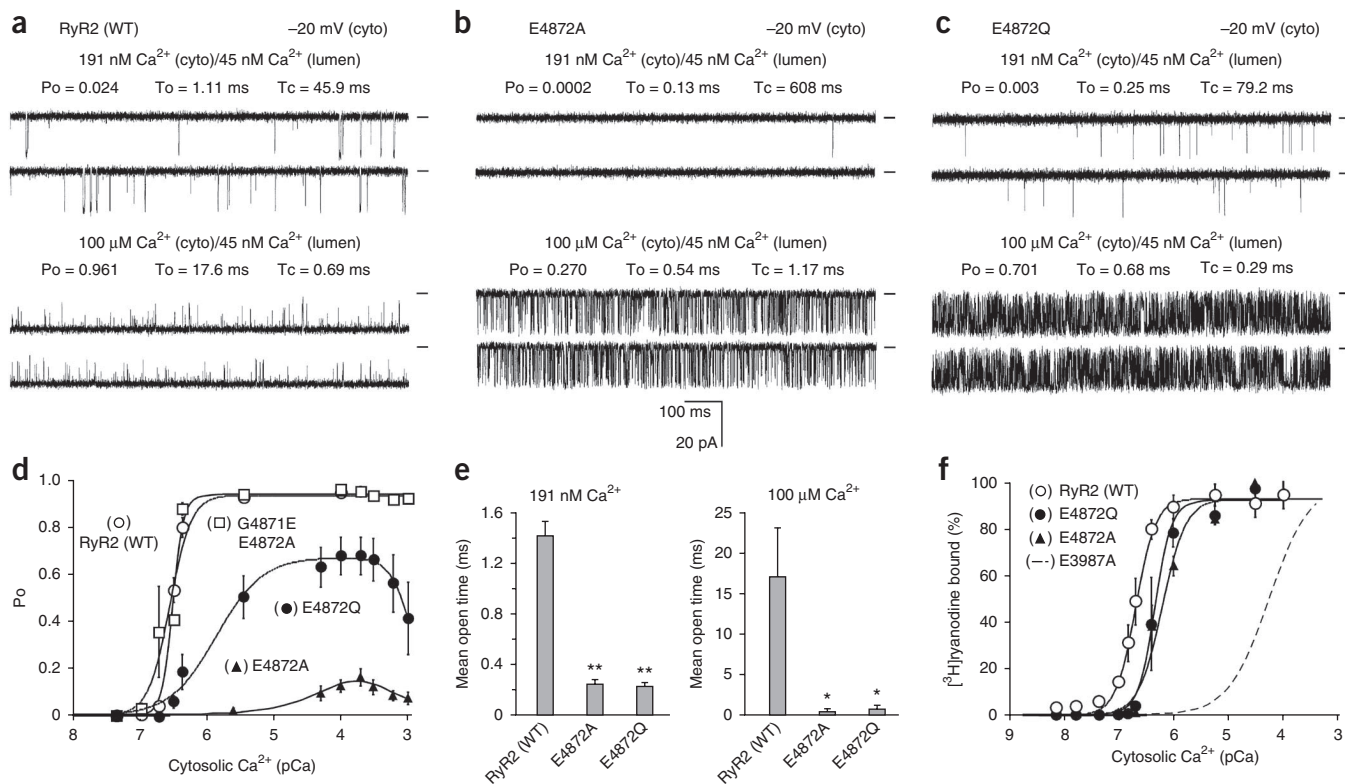 a RyR2 (WT) –20 mV (cyto)
191 nM Ca2+ (cyto)/45 nM Ca2+ (lumen)
Po = 0.024 To = 1.11 ms Tc = 45.9 ms
100 μM Ca2+ (cyto)/45 nM Ca2+ (lumen)
Po = 0.961 To = 17.6 ms Tc = 0.69 ms
b E4872A –20 mV (cyto)
191 nM Ca2+ (cyto)/45 nM Ca2+ (lumen)
Po = 0.0002 To = 0.13 ms Tc = 608 ms
100 μM Ca2+ (cyto)/45 nM Ca2+ (lumen)
Po = 0.270 To = 0.54 ms Tc = 1.17 ms
100 ms
20 pA
c E4872Q –20 mV (cyto)
191 nM Ca2+ (cyto)/45 nM Ca2+ (lumen)
Po = 0.003 To = 0.25 ms Tc = 79.2 ms
100 μM Ca2+ (cyto)/45 nM Ca2+ (lumen)
Po = 0.701 To = 0.68 ms Tc = 0.29 ms
d
Po
1.0
0.8
0.6
0.4
0.2
0
(○)
RyR2 (WT)
(□) G4871E
E4872A
(●) E4872Q
(▲) E4872A
8 7 6 5 4 3
Cytosolic Ca2+ (pCa)
e
191 nM Ca2+
Mean open time (ms)
1.6
1.2
0.8
0.4
0
** **
RyR2 (WT)
E4872A
E4872Q
100 μM Ca2+
Mean open time (ms)
25
20
15
10
5
0
* *
RyR2 (WT)
E4872A
E4872Q
f
[3H]ryanodine bound (%)
100
80
60
40
20
0
(○) RyR2 (WT)
(●) E4872Q
(▲) E4872A
(––) E3987A
9 8 7 6 5 4 3
Cytosolic Ca2+ (pCa)